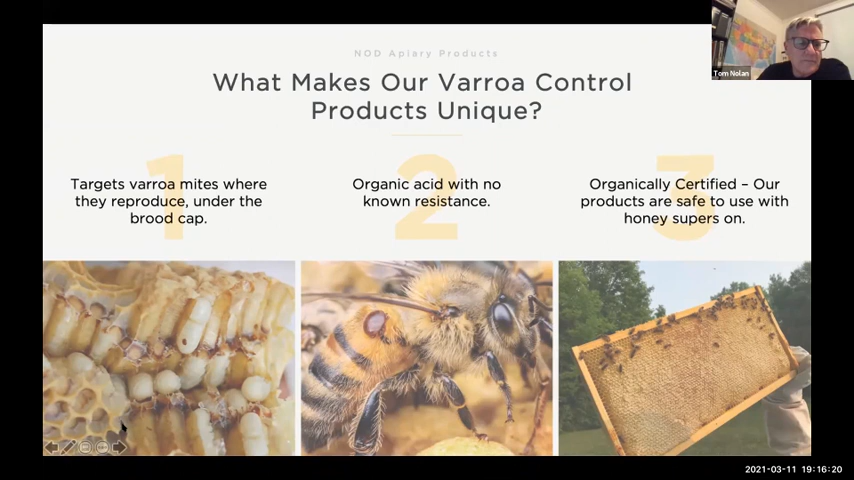 NOD Apiary Products
What Makes Our Varroa Control
Products Unique?
1
Targets varroa mites where
they reproduce, under the
brood cap.
2
Organic acid with no
known resistance.
3
Organically Certified – Our
products are safe to use with
honey supers on.
Tom Nolan
2021-03-11 19:16:20